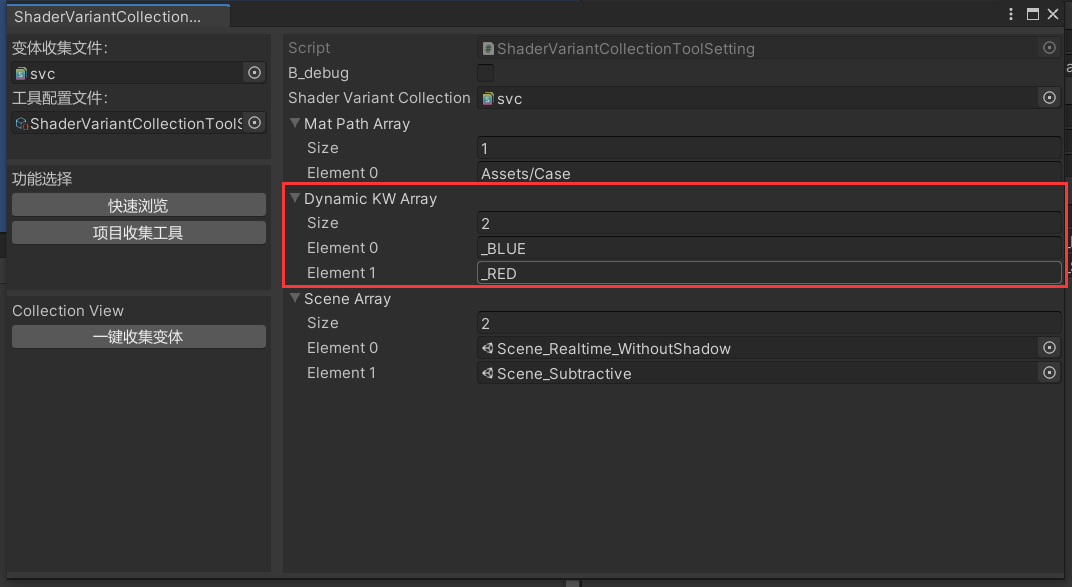 ShaderVariantCollection...
变体收集文件:
svc
工具配置文件:
ShaderVariantCollectionTools
功能选择
快速浏览
项目收集工具
Collection View
一键收集变体
Script ShaderVariantCollectionToolSetting
B_debug
Shader Variant Collection svc
Mat Path Array
Size 1
Element 0 Assets/Case
Dynamic KW Array
Size 2
Element 0 _BLUE
Element 1 _RED
Scene Array
Size 2
Element 0 Scene_Realtime_WithoutShadow
Element 1 Scene_Subtractive